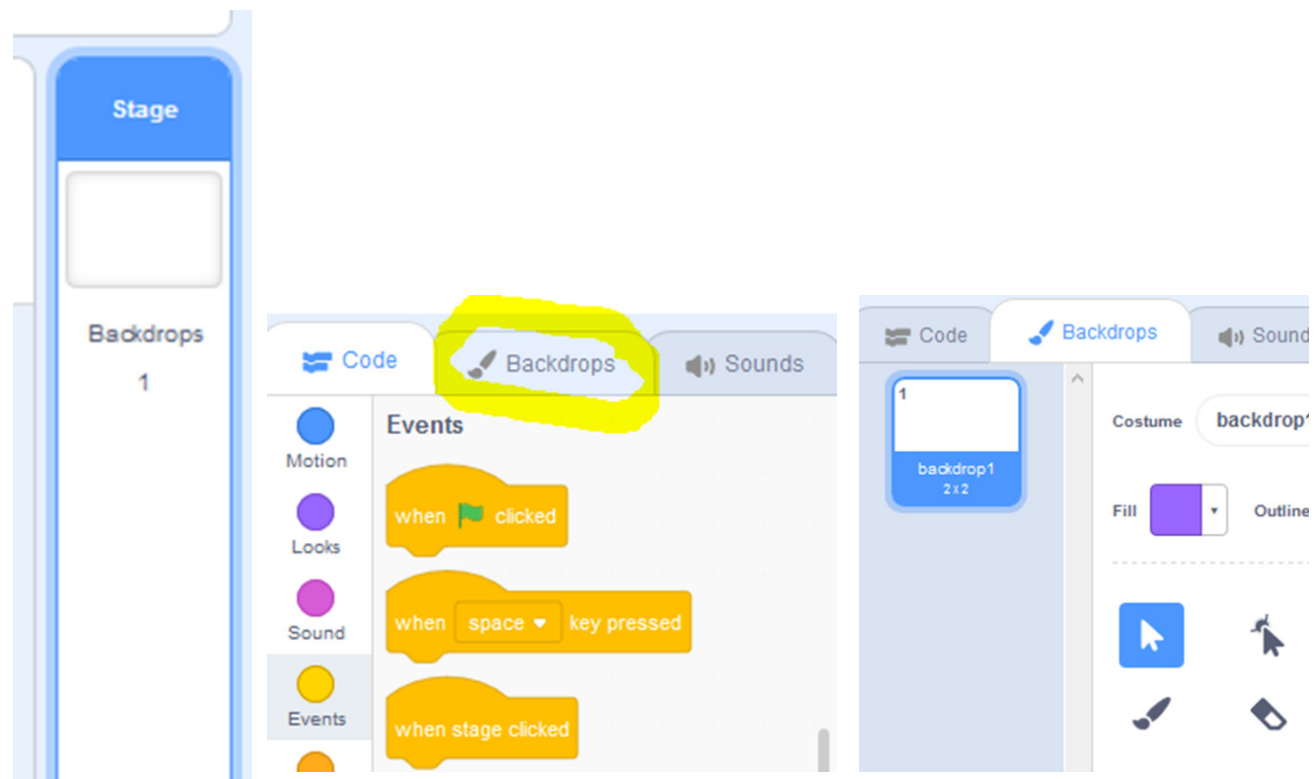 Stage
Backdrops
1
Code Backdrops Sounds
Events
Motion
Looks
Sound
Events
when clicked
when space key pressed
when stage clicked
Code Backdrops
1
backdrop1
2 x 2
Costume
Fill Outline